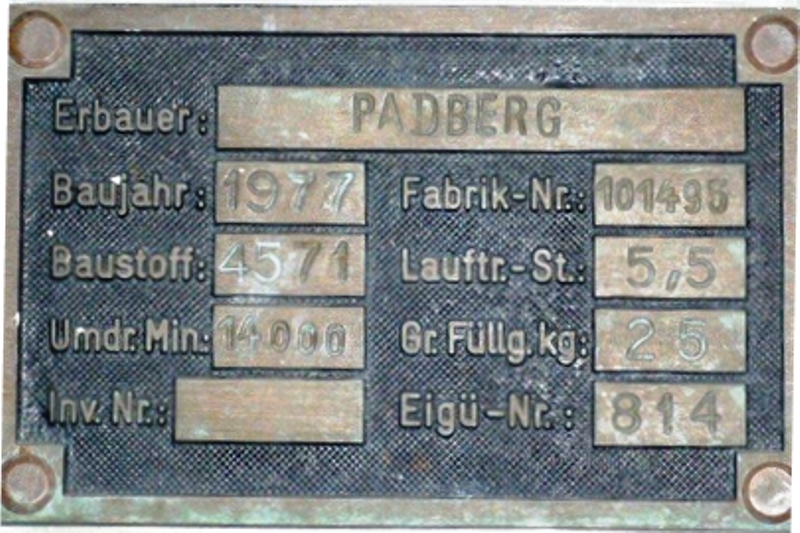 Erbauer: PADBERG
Baujahr: 1977 Fabrik-Nr.: 101495
Baustoff: 4571 Lauftr.-St.: 5,5
Umdr. Min.: 14000 Gr. Füllg. kg: 25
Inv. Nr.: Eigü-Nr.: 814